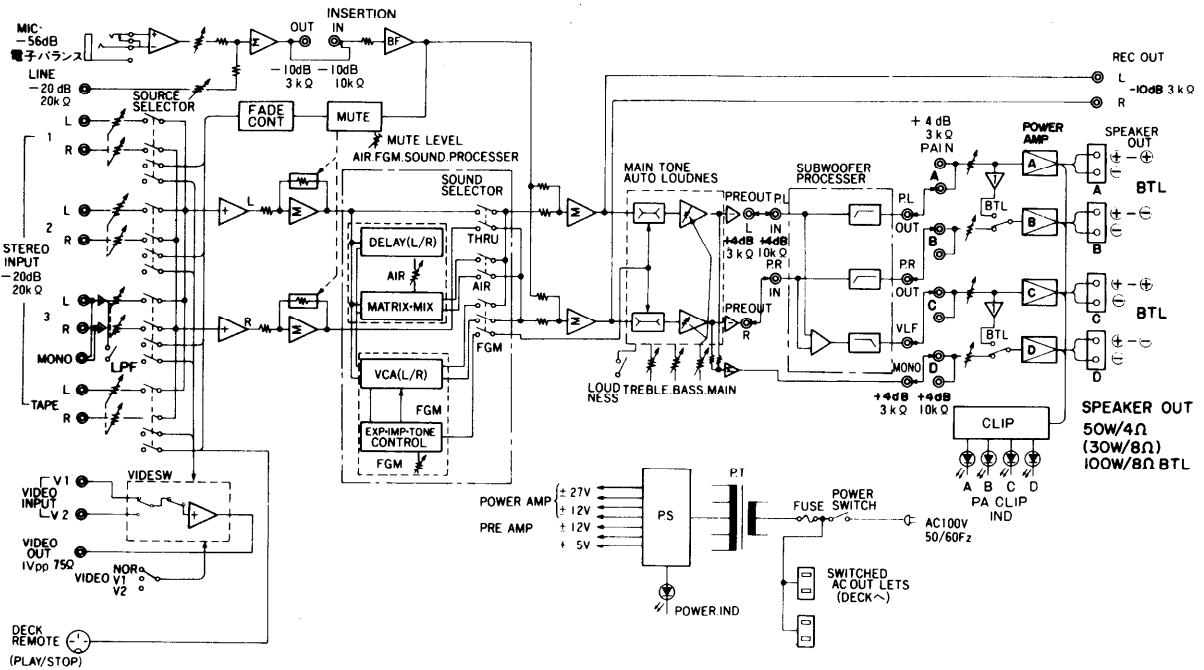 MIC
-56dB
電子バランス
LINE
-20 dB
20kΩ
SOURCE
SELECTOR
INSERTION
OUT
IN
-10dB
3kΩ
-10dB
10kΩ
Σ
BF
FADE
CONT
MUTE
MUTE LEVEL
AIR.FGM.SOUND.PROCESSER
SOUND
SELECTOR
L
1
R
L
2
R
STEREO
INPUT
-20dB
20kΩ
L
3
R
MONO
LPF
L
TAPE
R
L
R
DELAY(L/R)
AIR
MATRIX·MIX
THRU
AIR
FGM
VCA(L/R)
FGM
EXP·IMP·TONE
CONTROL
FGM
MAIN TONE
AUTO LOUDNES
LOUD
NESS
TREBLE.BASS.MAIN
PREOUT
L
+4dB
3kΩ
P.L
IN
+4dB
10kΩ
P.R
IN
PREOUT
R
SUBWOOFER
PROCESSER
P.L
OUT
P.R
OUT
VLF
MONO
+4dB
3kΩ
+4dB
10kΩ
REC OUT
L
-10dB 3kΩ
R
+4dB
3kΩ
PA IN
A
B
C
D
BTL
BTL
POWER
AMP
A
B
C
D
SPEAKER
OUT
A
BTL
B
C
BTL
D
CLIP
A B C D
PA CLIP
IND
SPEAKER OUT
50W/4Ω
(30W/8Ω)
100W/8Ω BTL
VIDESW
V1
VIDEO
INPUT
V2
VIDEO
OUT
1Vpp 75Ω
NOR
VIDEO V1
V2
DECK
REMOTE
(PLAY/STOP)
POWER AMP
± 27V
± 12V
PRE AMP
± 12V
+ 5V
PS
P.T
POWER.IND
FUSE
POWER
SWITCH
AC100V
50/60Fz
SWITCHED
AC OUT LETS
(DECKへ)